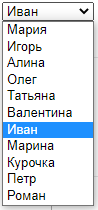 Иван
Мария
Игорь
Алина
Олег
Татьяна
Валентина
Иван
Марина
Курочка
Петр
Роман